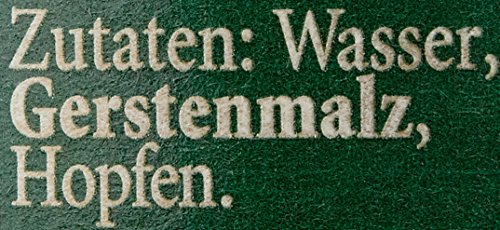 Zutaten: Wasser,
Gerstenmalz,
Hopfen.